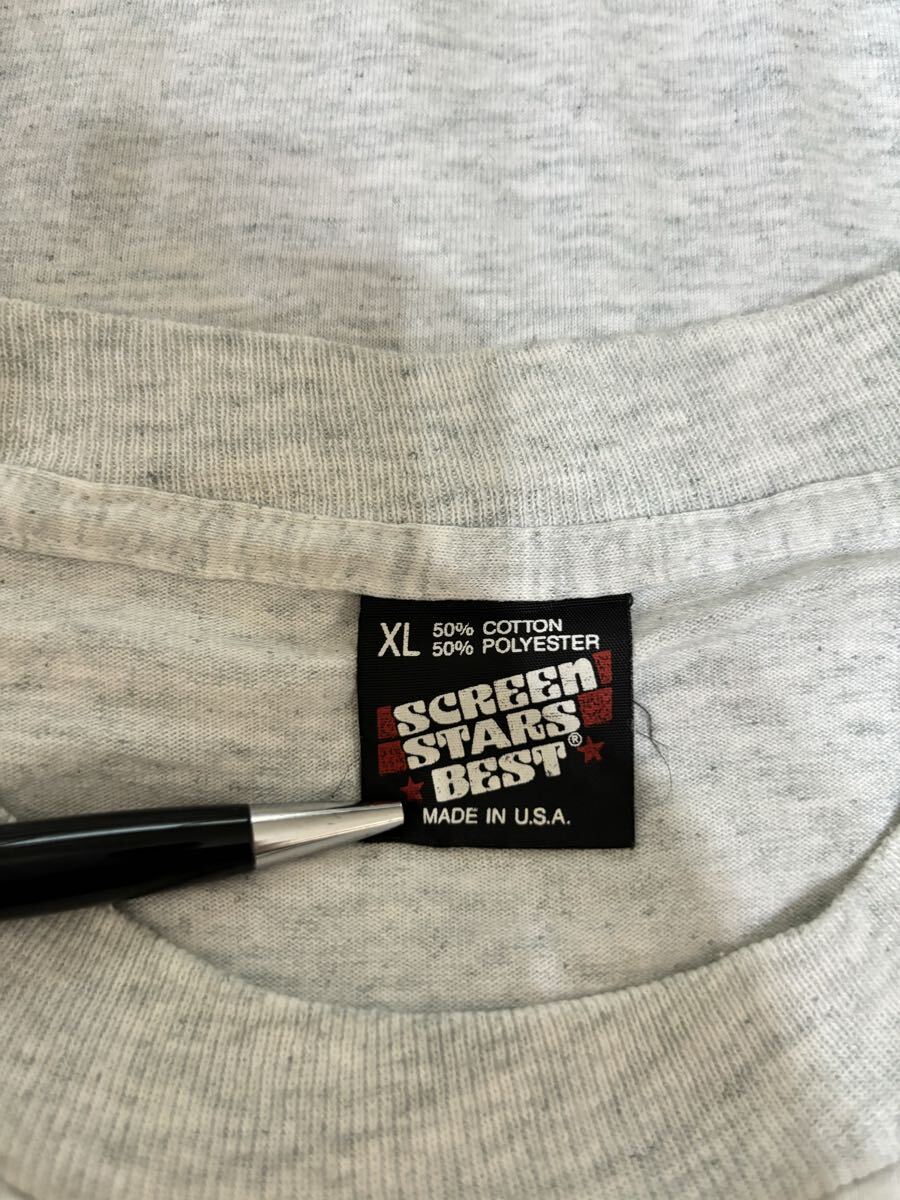 XL 50% COTTON
50% POLYESTER
SCREEN
STARS
BEST®
MADE IN U.S.A.